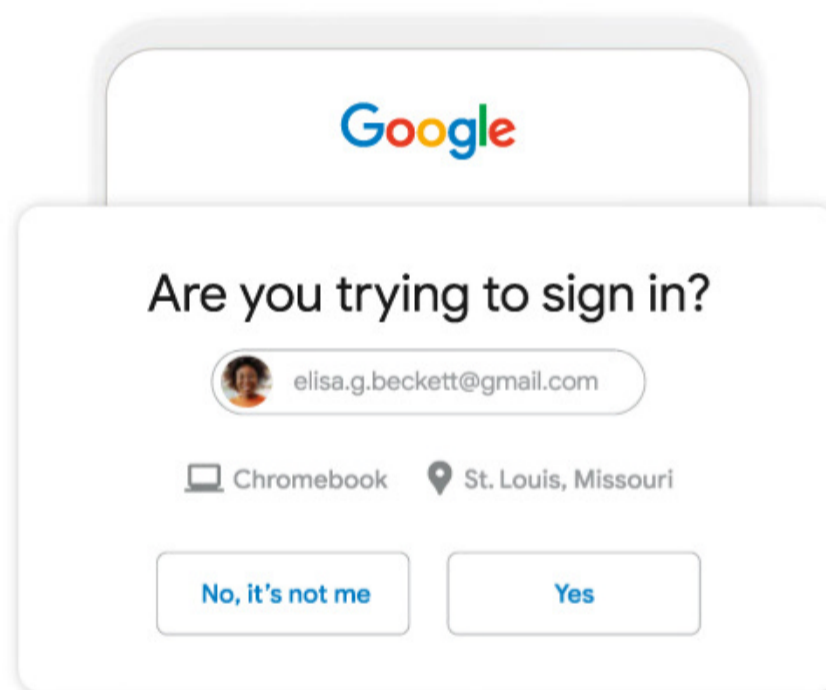 Google
Are you trying to sign in?
elisa.g.beckett@gmail.com
Chromebook St. Louis, Missouri
No, it's not me Yes